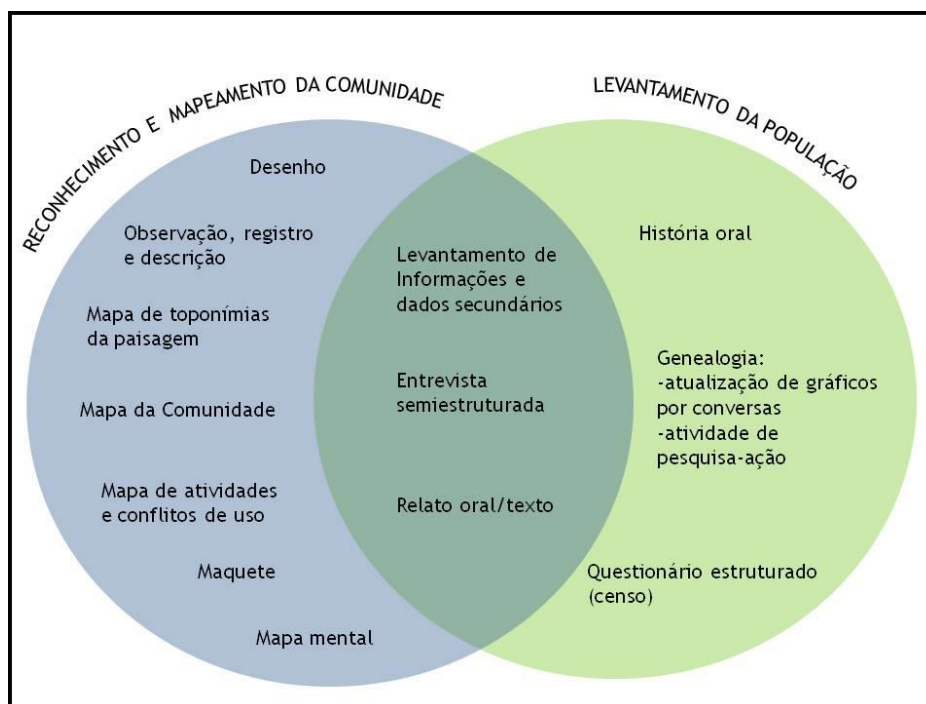 RECONHECIMENTO E MAPEAMENTO DA COMUNIDADE
LEVANTAMENTO DA POPULAÇÃO
Desenho
Observação, registro
e descrição
Mapa de toponímias
da paisagem
Mapa da Comunidade
Mapa de atividades
e conflitos de uso
Maquete
Mapa mental
Levantamento de
Informações e
dados secundários
Entrevista
semiestruturada
Relato oral/texto
História oral
Genealogia:
-atualização de gráficos
por conversas
-atividade de
pesquisa-ação
Questionário estruturado
(censo)